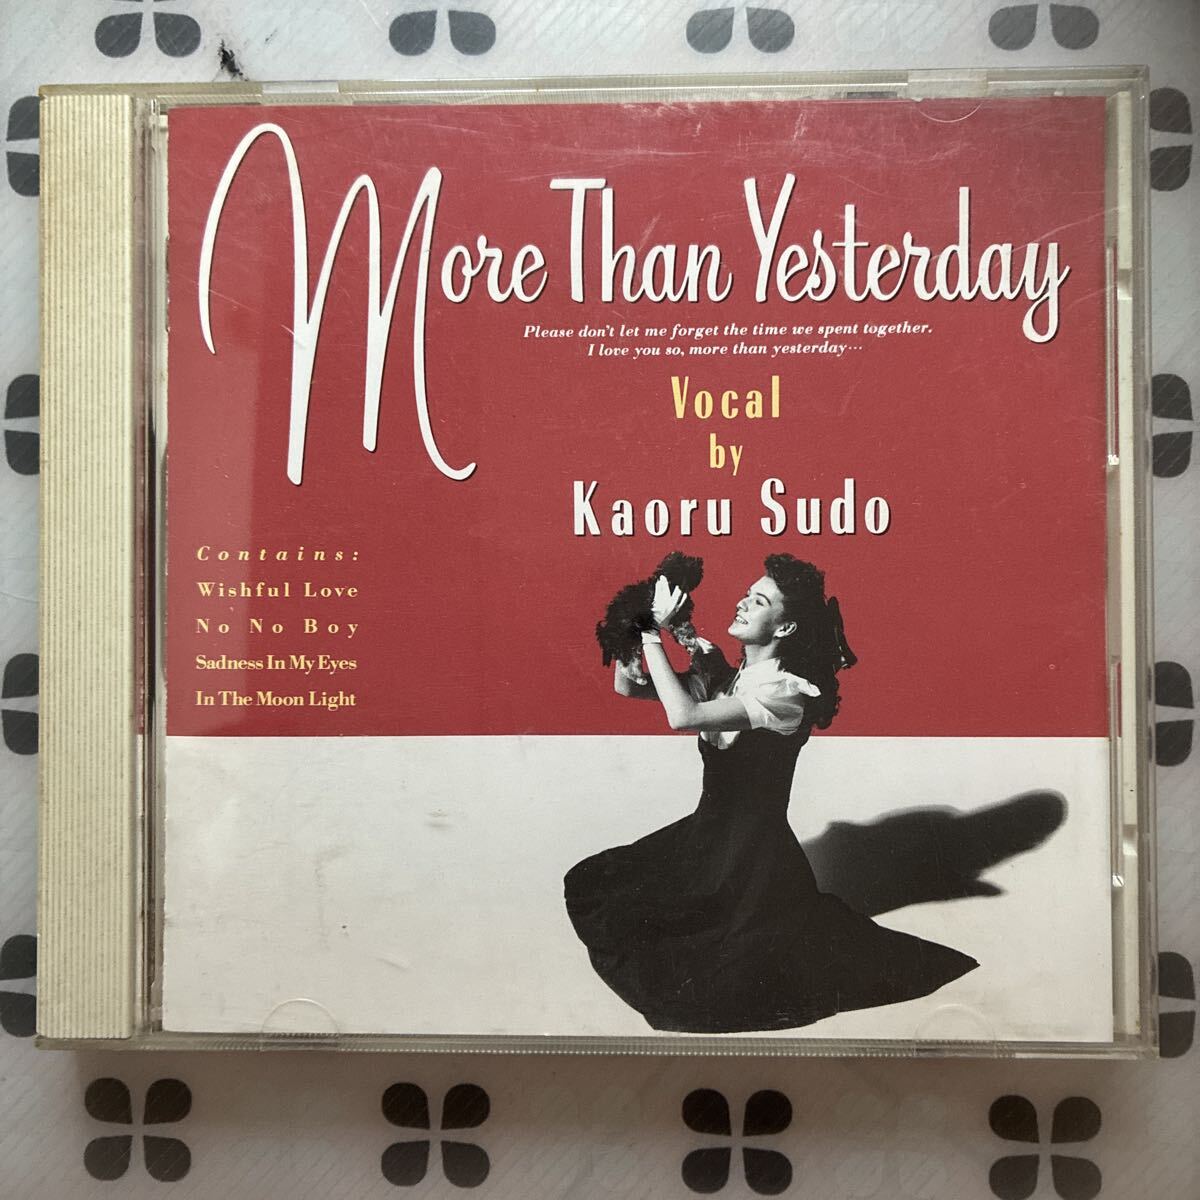 More Than Yesterday
Please don't let me forget the time we spent together.
I love you so, more than yesterday…
Vocal
by
Kaoru Sudo
Contains:
Wishful Love
No No Boy
Sadness In My Eyes
In The Moon Light